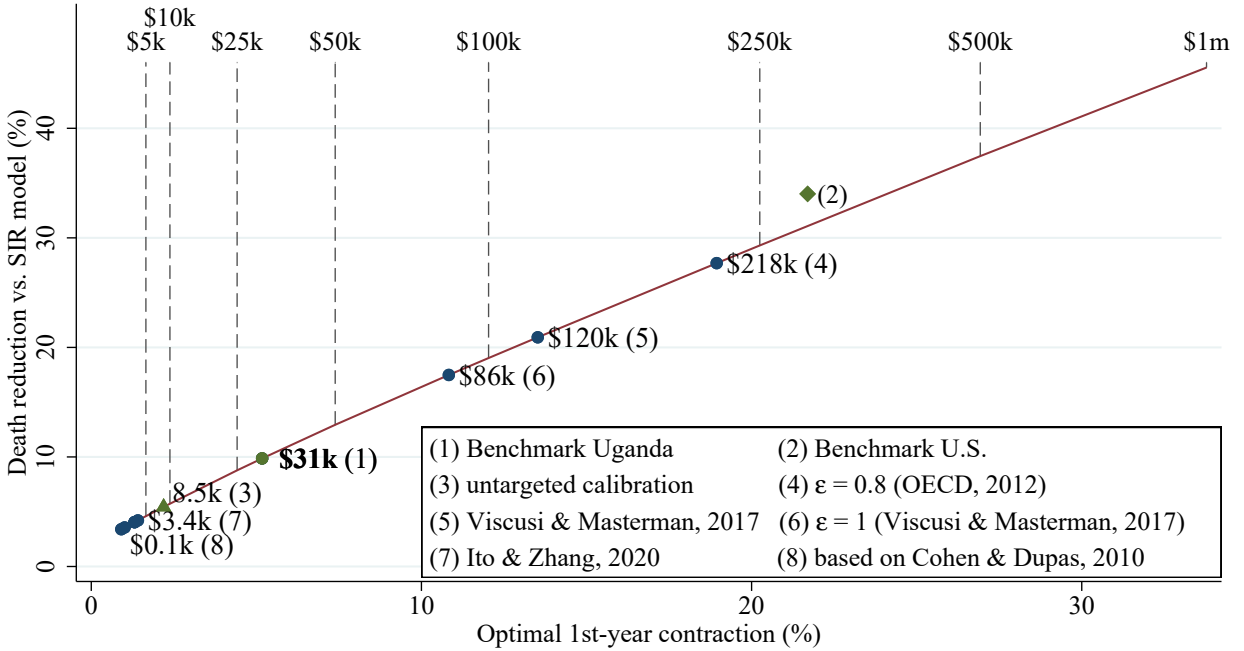 $10k
$5k $25k $50k $100k $250k $500k $1m
Death reduction vs. SIR model (%)
40
30
20
10
0
(2)
$218k (4)
$120k (5)
$86k (6)
$31k (1)
8.5k (3)
$3.4k (7)
$0.1k (8)
(1) Benchmark Uganda (2) Benchmark U.S.
(3) untargeted calibration (4) ε = 0.8 (OECD, 2012)
(5) Viscusi & Masterman, 2017 (6) ε = 1 (Viscusi & Masterman, 2017)
(7) Ito & Zhang, 2020 (8) based on Cohen & Dupas, 2010
0 10 20 30
Optimal 1st-year contraction (%)